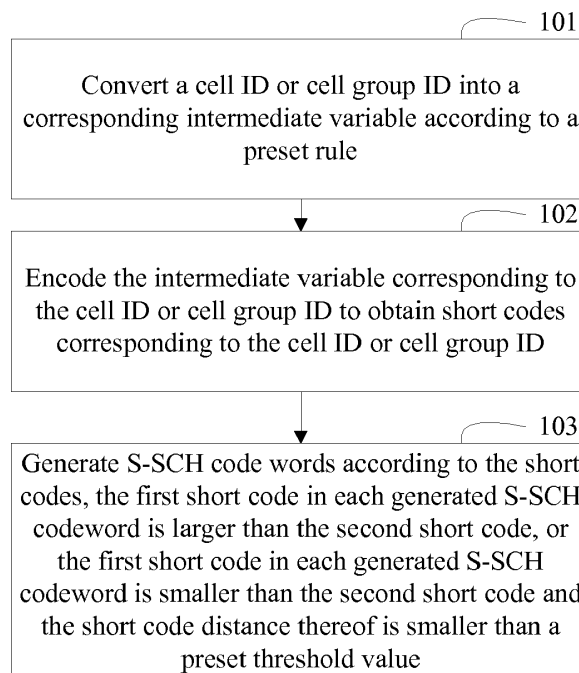 101
Convert a cell ID or cell group ID into a
corresponding intermediate variable according to a
preset rule
102
Encode the intermediate variable corresponding to
the cell ID or cell group ID to obtain short codes
corresponding to the cell ID or cell group ID
103
Generate S-SCH code words according to the short
codes, the first short code in each generated S-SCH
codeword is larger than the second short code, or
the first short code in each generated S-SCH
codeword is smaller than the second short code and
the short code distance thereof is smaller than a
preset threshold value